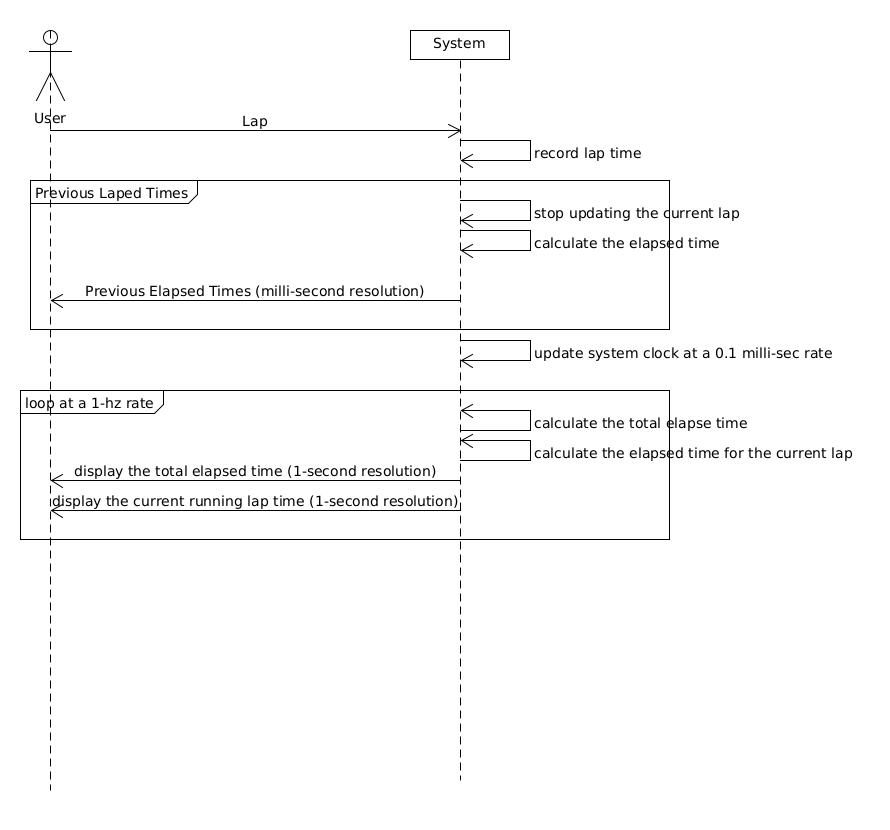 System
User
Lap
record lap time
Previous Laped Times
stop updating the current lap
calculate the elapsed time
Previous Elapsed Times (milli-second resolution)
update system clock at a 0.1 milli-sec rate
loop at a 1-hz rate
calculate the total elapse time
calculate the elapsed time for the current lap
display the total elapsed time (1-second resolution)
display the current running lap time (1-second resolution)